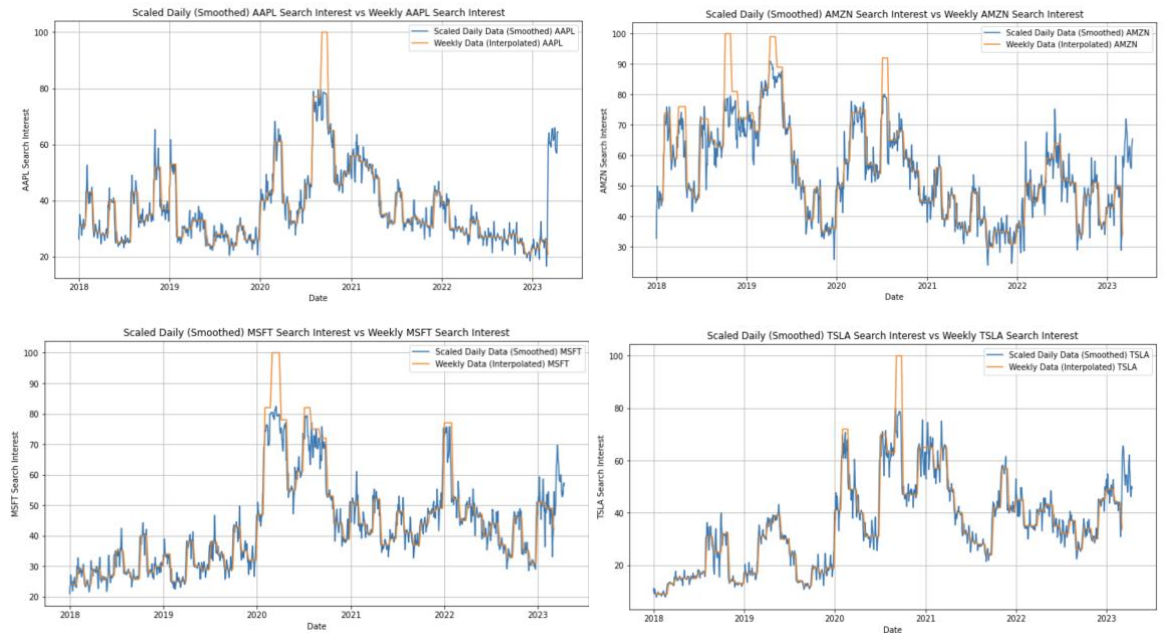 Scaled Daily (Smoothed) AAPL Search Interest vs Weekly AAPL Search Interest
Scaled Daily Data (Smoothed) AAPL
Weekly Data (Interpolated) AAPL
AAPL Search Interest
100
80
60
40
20
2018
2019
2020
2021
2022
2023
Date
Scaled Daily (Smoothed) AMZN Search Interest vs Weekly AMZN Search Interest
Scaled Daily Data (Smoothed) AMZN
Weekly Data (Interpolated) AMZN
AMZN Search Interest
100
90
80
70
60
50
40
30
2018
2019
2020
2021
2022
2023
Date
Scaled Daily (Smoothed) MSFT Search Interest vs Weekly MSFT Search Interest
Scaled Daily Data (Smoothed) MSFT
Weekly Data (Interpolated) MSFT
MSFT Search Interest
100
90
80
70
60
50
40
30
20
2018
2019
2020
2021
2022
2023
Date
Scaled Daily (Smoothed) TSLA Search Interest vs Weekly TSLA Search Interest
Scaled Daily Data (Smoothed) TSLA
Weekly Data (Interpolated) TSLA
TSLA Search Interest
100
80
60
40
20
2018
2019
2020
2021
2022
2023
Date